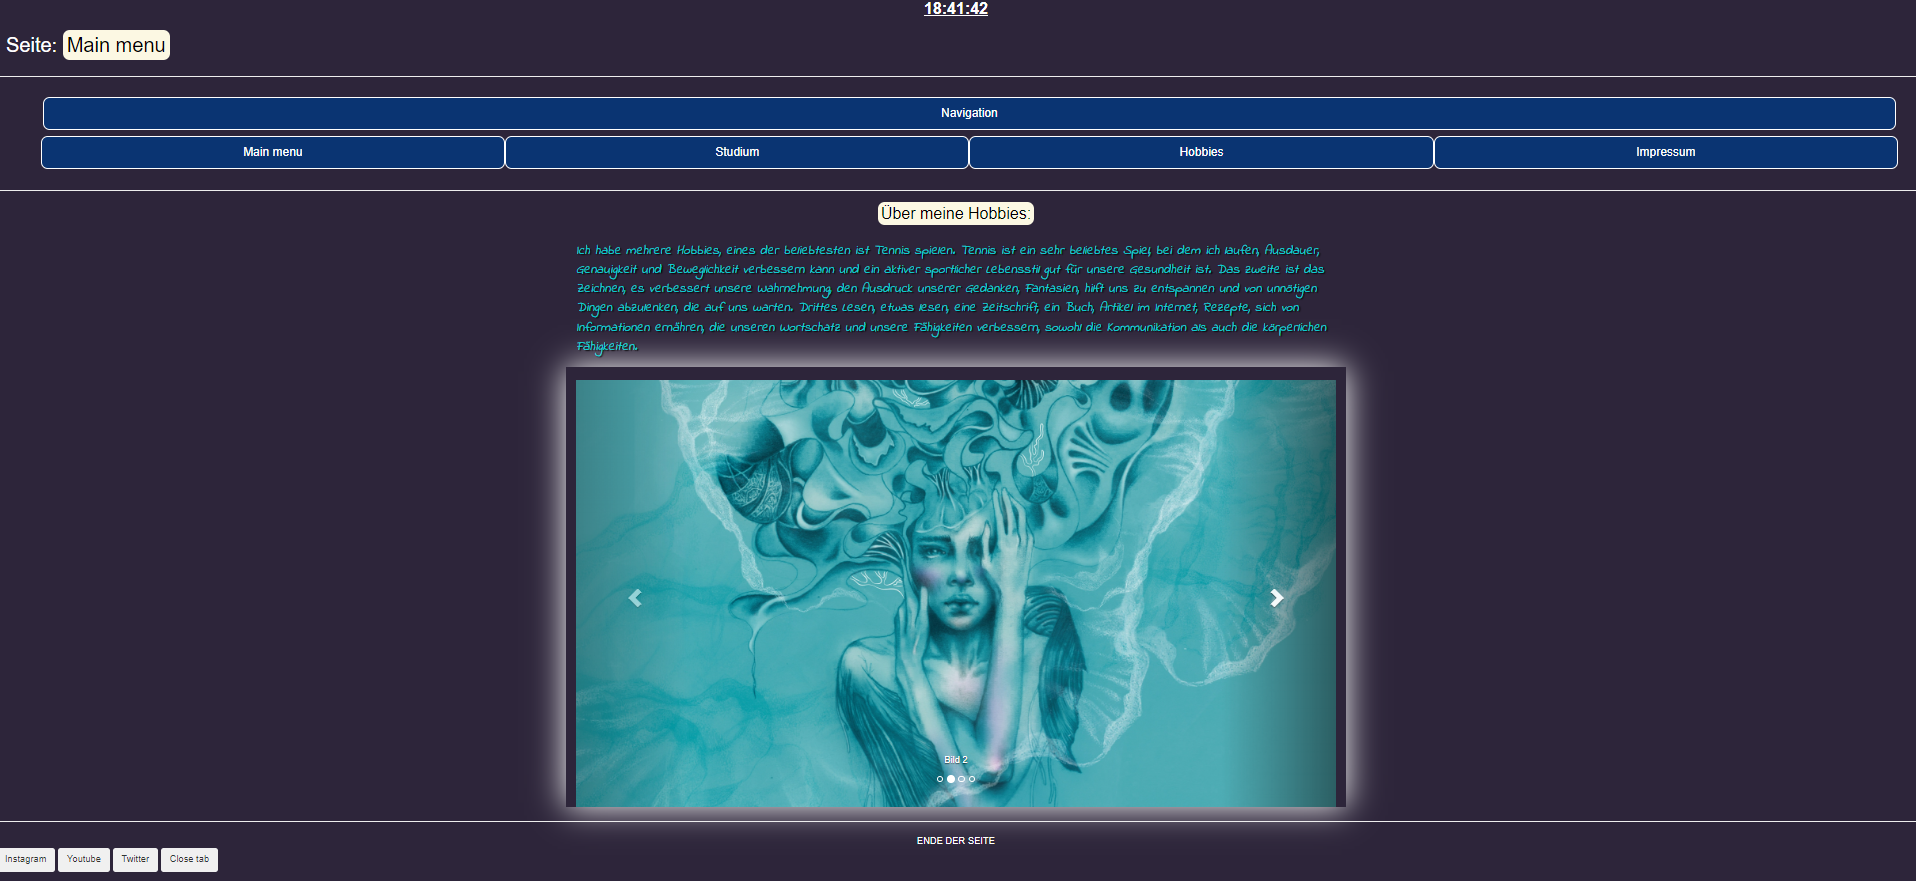 18:41:42
Seite: Main menu
Navigation
Main menu Studium Hobbies Impressum
Über meine Hobbies:
Ich habe mehrere Hobbies, eines der beliebtesten ist Tennis spielen. Tennis ist ein sehr beliebtes Spiel, bei dem ich laufen, Ausdauer,
Genauigkeit und Beweglichkeit verbessern kann und ein aktiver sportlicher Lebensstil gut für unsere Gesundheit ist. Das zweite ist das
Zeichnen, es verbessert unsere Wahrnehmung, den Ausdruck unserer Gedanken, Fantasien, hilft uns zu entspannen und von unnötigen
Dingen abzulenken, die auf uns warten. Drittes Lesen, etwas lesen, eine Zeitschrift, ein Buch, Artikel im Internet, Rezepte, sich von
Informationen ernähren, die unseren Wortschatz und unsere Fähigkeiten verbessern, sowohl die Kommunikation als auch die körperlichen
Fähigkeiten.
Bild 2
ENDE DER SEITE
Instagram Youtube Twitter Close tab